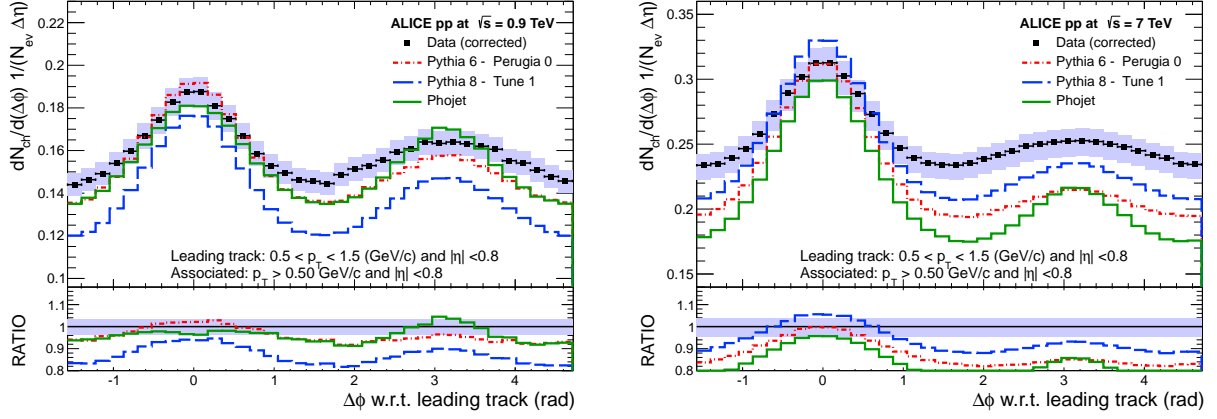 ALICE pp at √s = 0.9 TeV
Data (corrected)
Pythia 6 - Perugia 0
Pythia 8 - Tune 1
Phojet
dN_ch/d(Δϕ) 1/(N_ev Δη)
0.22
0.2
0.18
0.16
0.14
0.12
0.1
Leading track: 0.5 < p_T < 1.5 (GeV/c) and |η| <0.8
Associated: p_T > 0.50 GeV/c and |η| <0.8
RATIO
1.1
1
0.9
0.8
-1 0 1 2 3 4
Δϕ w.r.t. leading track (rad)
ALICE pp at √s = 7 TeV
Data (corrected)
Pythia 6 - Perugia 0
Pythia 8 - Tune 1
Phojet
dN_ch/d(Δϕ) 1/(N_ev Δη)
0.35
0.3
0.25
0.2
0.15
Leading track: 0.5 < p_T < 1.5 (GeV/c) and |η| <0.8
Associated: p_T > 0.50 GeV/c and |η| <0.8
RATIO
1.1
1
0.9
0.8
-1 0 1 2 3 4
Δϕ w.r.t. leading track (rad)